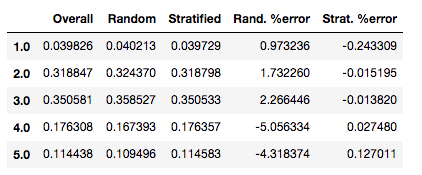 Overall Random Stratified Rand. %error Strat. %error
1.0 0.039826 0.040213 0.039729 0.973236 -0.243309
2.0 0.318847 0.324370 0.318798 1.732260 -0.015195
3.0 0.350581 0.358527 0.350533 2.266446 -0.013820
4.0 0.176308 0.167393 0.176357 -5.056334 0.027480
5.0 0.114438 0.109496 0.114583 -4.318374 0.127011